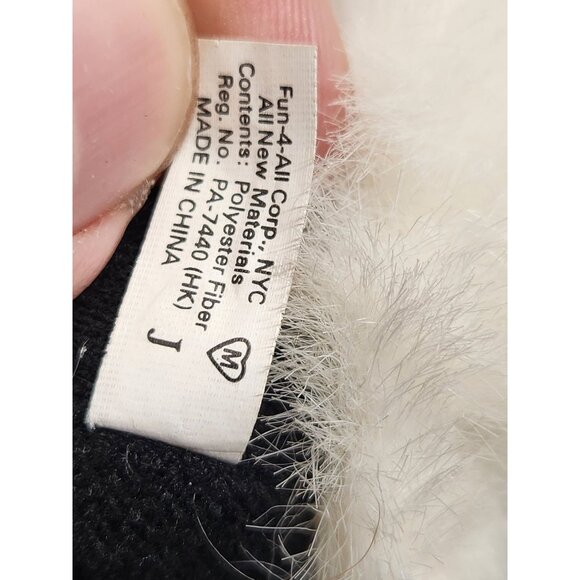 Fun-4-All Corp., NYC
All New Materials
Contents: Polyester Fiber
Reg. No. PA-7440 (HK)
MADE IN CHINA J
M